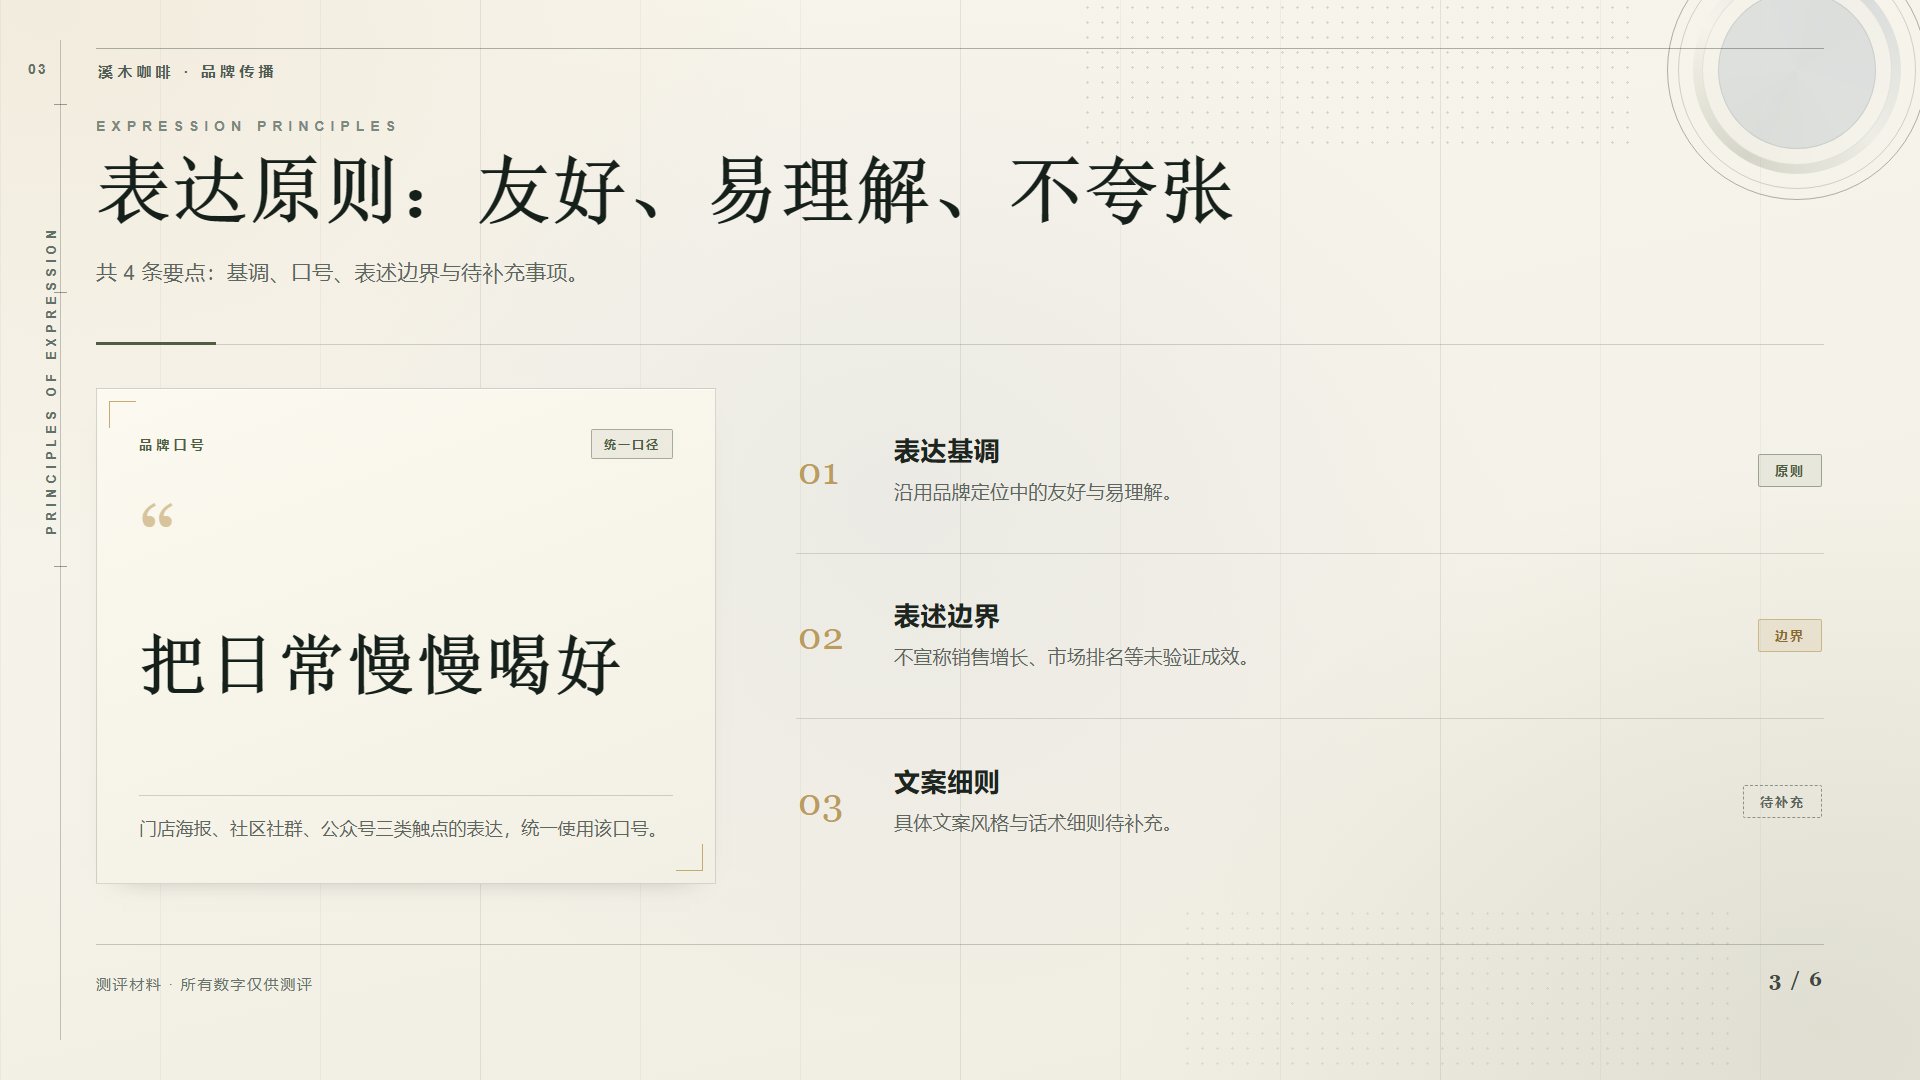 03
溪木咖啡 · 品牌传播
EXPRESSION PRINCIPLES
表达原则：友好、易理解、不夸张
共 4 条要点：基调、口号、表述边界与待补充事项。
PRINCIPLES OF EXPRESSION
品牌口号
统一口径
“
把日常慢慢喝好
门店海报、社区社群、公众号三类触点的表达，统一使用该口号。
01
表达基调
沿用品牌定位中的友好与易理解。
原则
02
表述边界
不宣称销售增长、市场排名等未验证成效。
边界
03
文案细则
具体文案风格与话术细则待补充。
待补充
测评材料 · 所有数字仅供测评
3 / 6